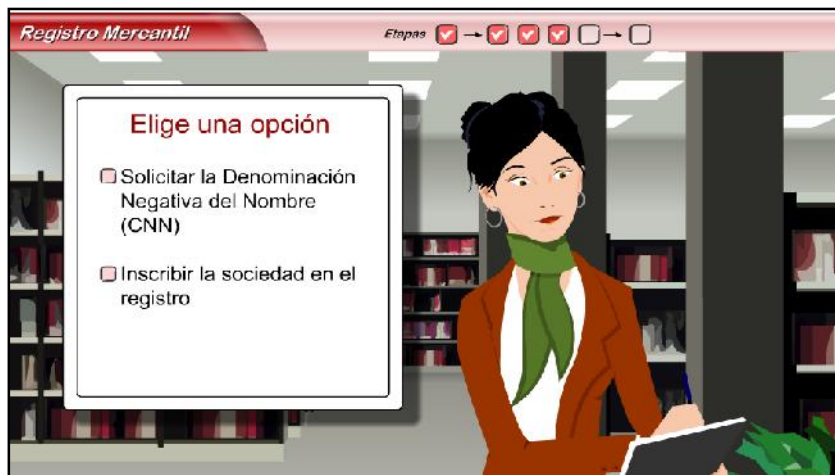 Registro Mercantil
Etapas
Elige una opción
Solicitar la Denominación
Negativa del Nombre
(CNN)
Inscribir la sociedad en el
registro